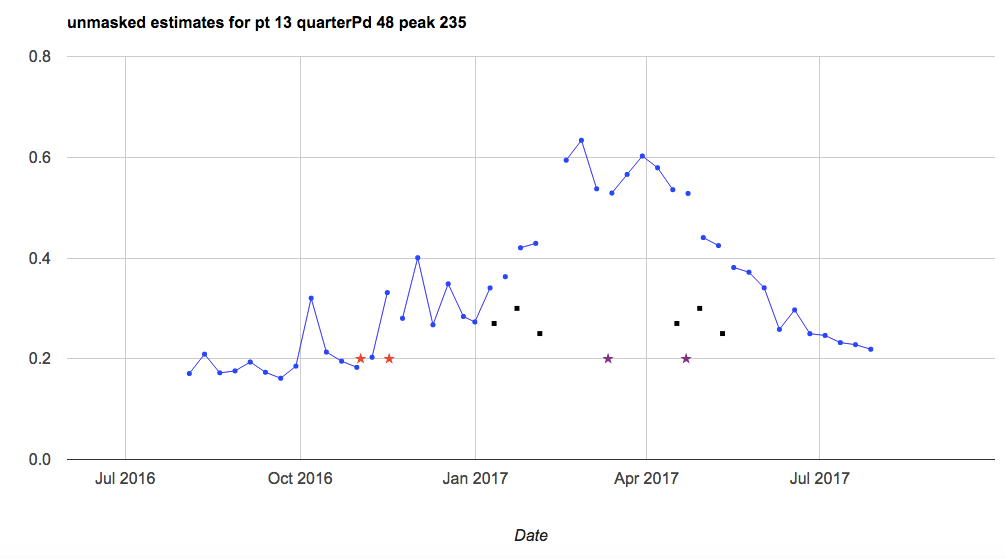 unmasked estimates for pt 13 quarterPd 48 peak 235
0.8
0.6
0.4
0.2
0.0
Jul 2016 Oct 2016 Jan 2017 Apr 2017 Jul 2017
Date